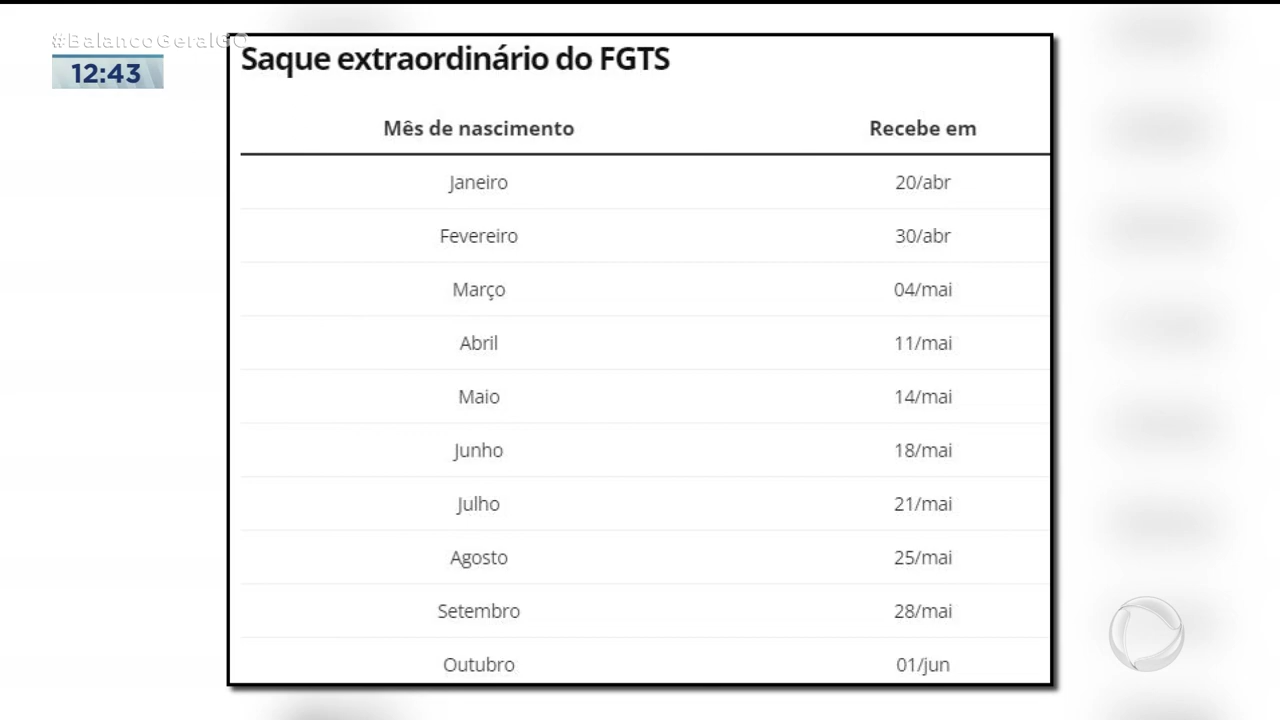 #BalancoGeralGO
12:43
Saque extraordinário do FGTS
Mês de nascimento Recebe em
Janeiro 20/abr
Fevereiro 30/abr
Março 04/mai
Abril 11/mai
Maio 14/mai
Junho 18/mai
Julho 21/mai
Agosto 25/mai
Setembro 28/mai
Outubro 01/jun